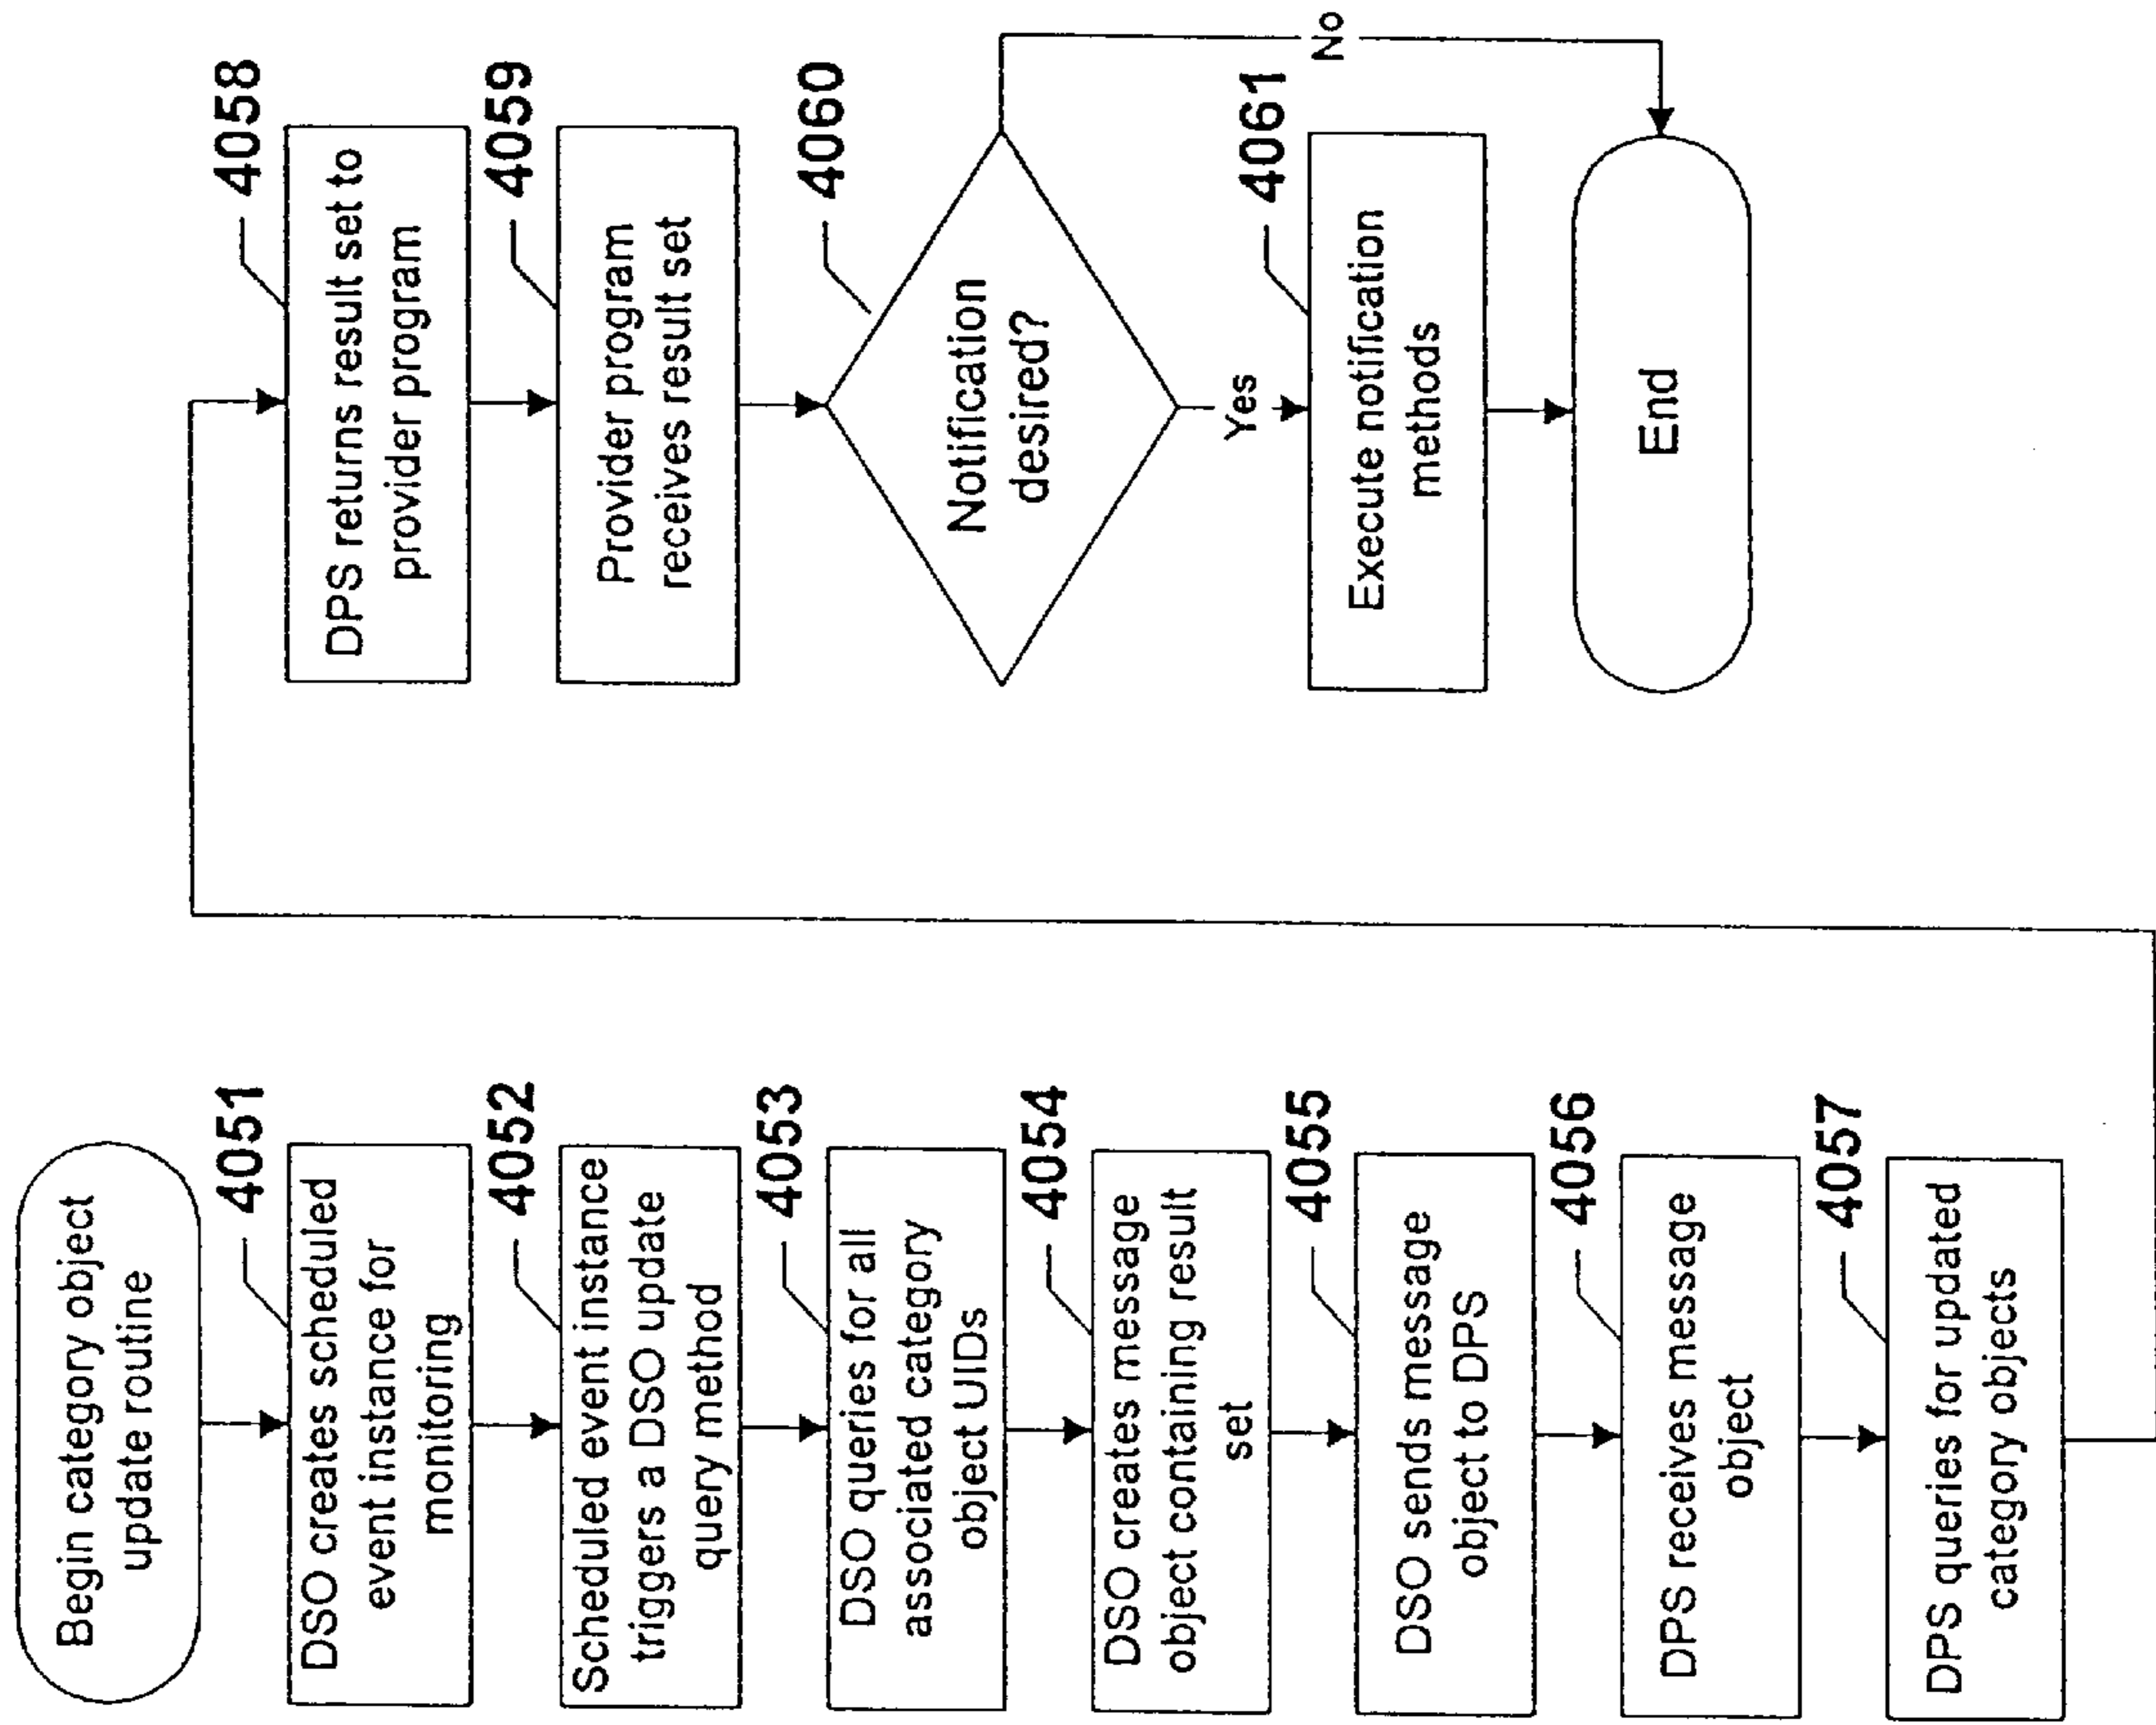 Begin category object
update routine
4051
DSO creates scheduled
event instance for
monitoring
4052
Scheduled event instance
triggers a DSO update
query method
4053
DSO queries for all
associated category
object UIDs
4054
DSO creates message
object containing result
set
4055
DSO sends message
object to DPS
4056
DPS receives message
object
4057
DPS queries for updated
category objects
4058
DPS returns result set to
provider program
4059
Provider program
receives result set
4060
Notification
desired?
No
Yes
4061
Execute notification
methods
End